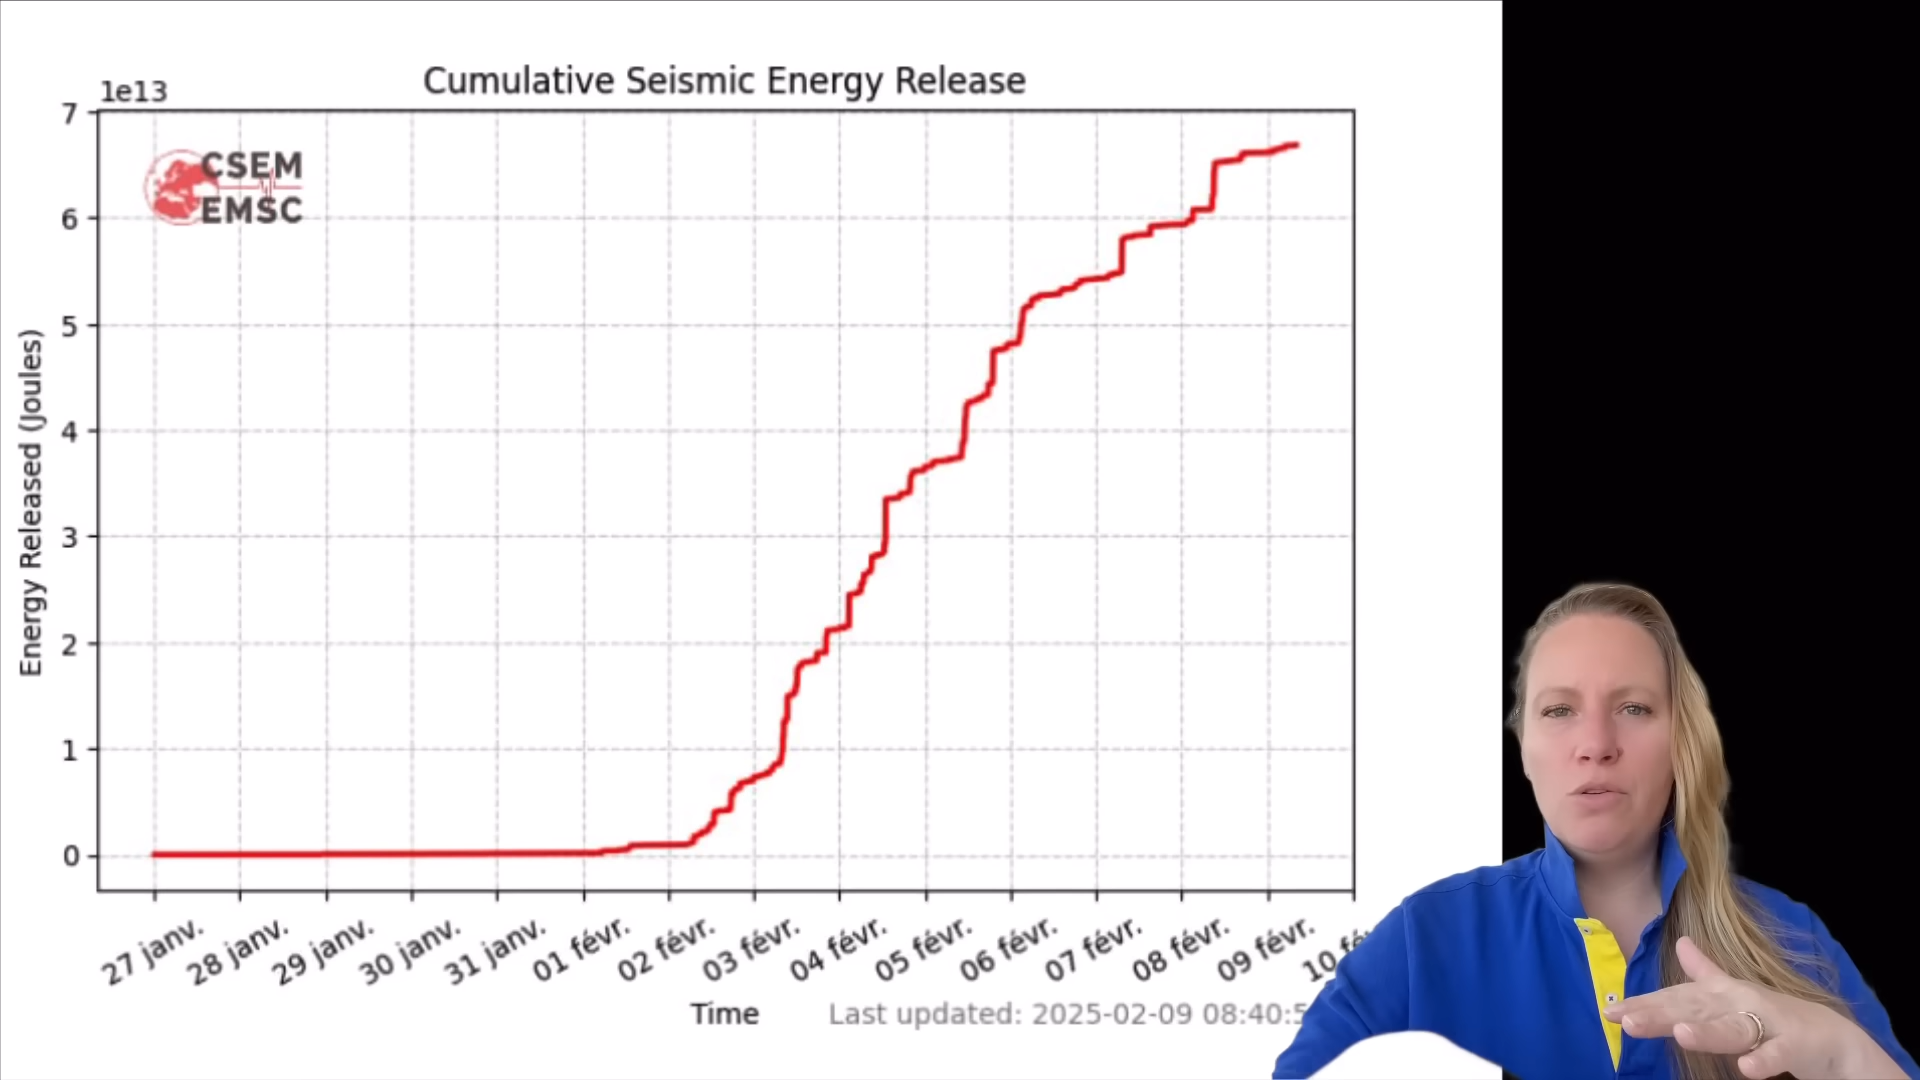 Cumulative Seismic Energy Release
1e13
7
6
5
4
3
2
1
0
CSEM
EMSC
Energy Released (Joules)
27 janv.
28 janv.
29 janv.
30 janv.
31 janv.
01 févr.
02 févr.
03 févr.
04 févr.
05 févr.
06 févr.
07 févr.
08 févr.
09 févr.
10 fé
Time
Last updated: 2025-02-09 08:40:5